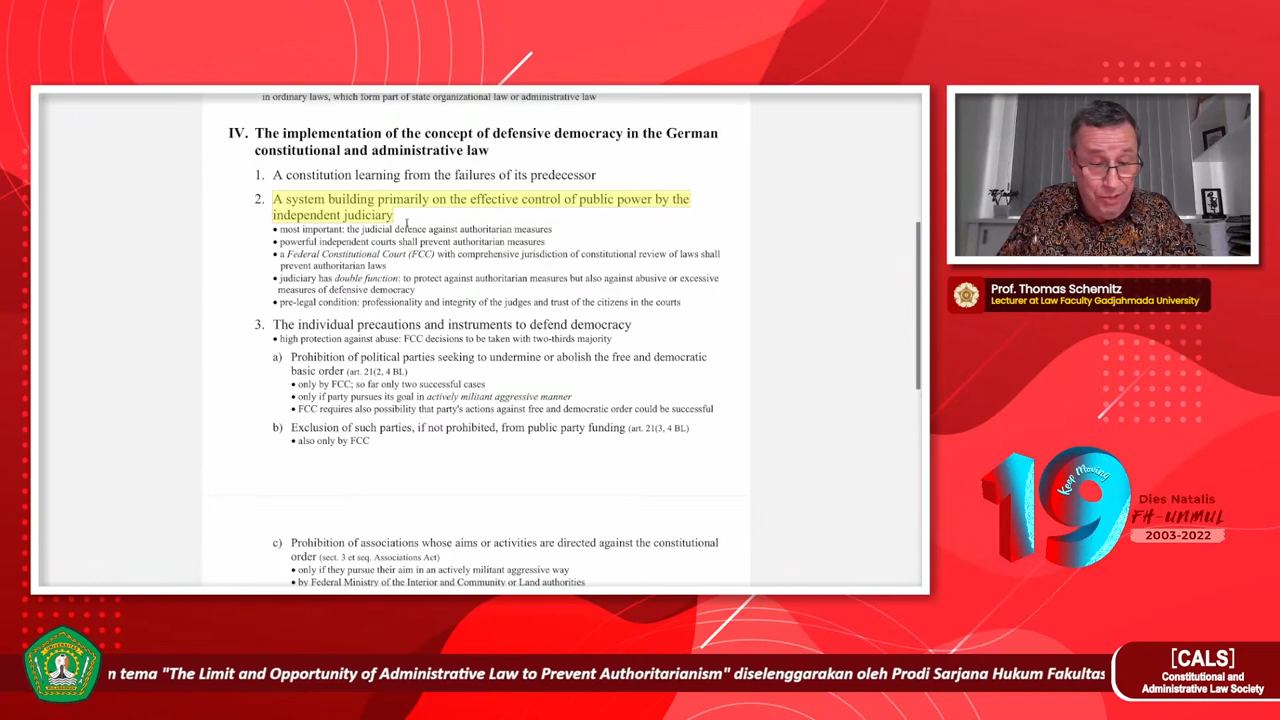 in ordinary laws, which form part of state organizational law or administrative law
IV. The implementation of the concept of defensive democracy in the German
constitutional and administrative law
1. A constitution learning from the failures of its predecessor
2. A system building primarily on the effective control of public power by the
independent judiciary
• most important: the judicial defence against authoritarian measures
• powerful independent courts shall prevent authoritarian measures
• a Federal Constitutional Court (FCC) with comprehensive jurisdiction of constitutional review of laws shall
prevent authoritarian laws
• judiciary has double function: to protect against authoritarian measures but also against abusive or excessive
measures of defensive democracy
• pre-legal condition: professionality and integrity of the judges and trust of the citizens in the courts
3. The individual precautions and instruments to defend democracy
• high protection against abuse: FCC decisions to be taken with two-thirds majority
a) Prohibition of political parties seeking to undermine or abolish the free and democratic
basic order (art. 21(2, 4 BL)
• only by FCC; so far only two successful cases
• only if party pursues its goal in actively militant aggressive manner
• FCC requires also possibility that party's actions against free and democratic order could be successful
b) Exclusion of such parties, if not prohibited, from public party funding (art. 21(3, 4 BL)
• also only by FCC
c) Prohibition of associations whose aims or activities are directed against the constitutional
order (sect. 3 et seq. Associations Act)
• only if they pursue their aim in an actively militant aggressive way
• by Federal Ministry of the Interior and Community or Land authorities
Prof. Thomas Schemitz
Lecturer at Law Faculty Gadjahmada University
19
Keep Moving
Dies Natalis
FH-UNMUL
2003-2022
n tema "The Limit and Opportunity of Administrative Law to Prevent Authoritarianism" diselenggarakan oleh Prodi Sarjana Hukum Fakultas
[CALS]
Constitutional and
Administrative Law Society